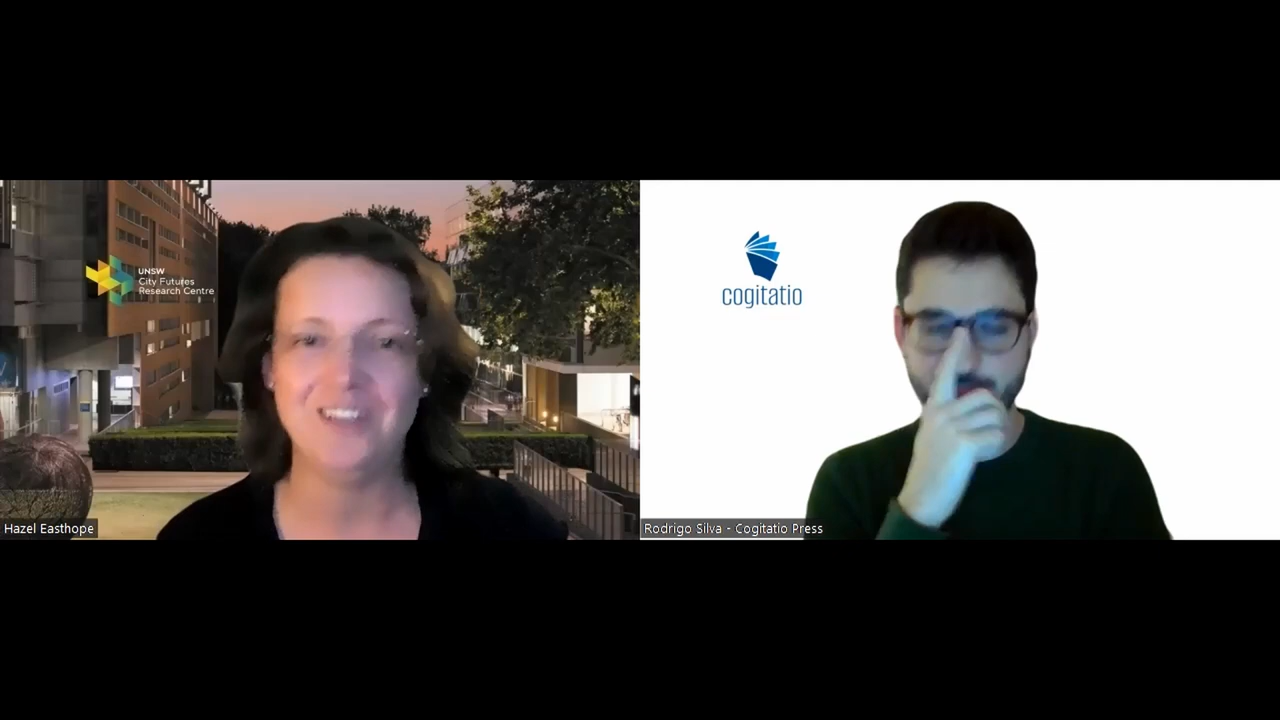 UNSW
City Futures
Research Centre
cogitatio
Hazel Easthope
Rodrigo Silva - Cogitatio Press